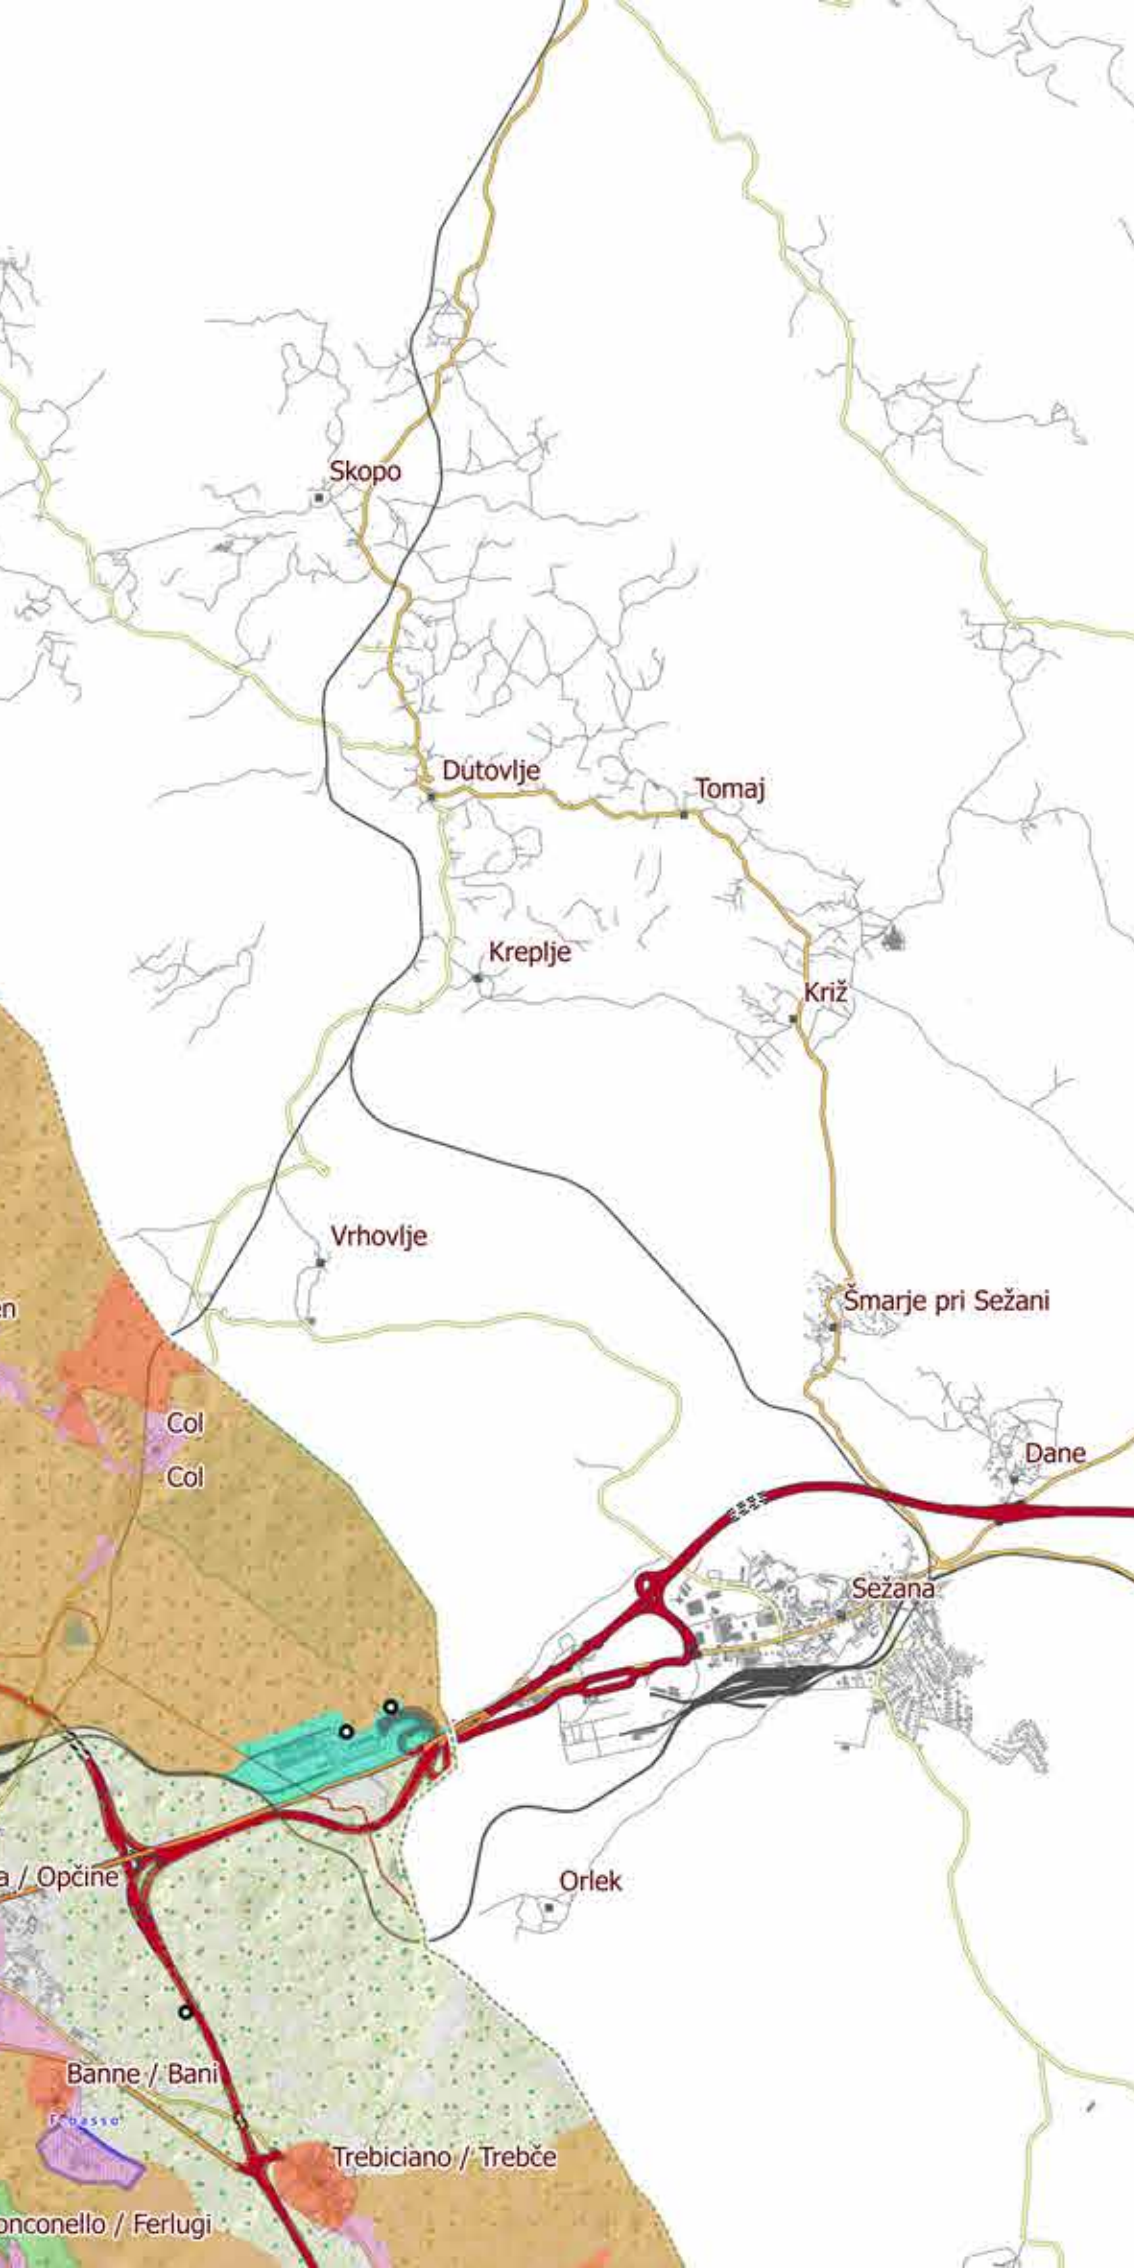 Skopo
Dutovlje
Tomaj
Kreplje
Križ
Vrhovlje
Šmarje pri Sežani
en
Col
Col
Dane
Sežana
a / Opčine
Orlek
Banne / Bani
Trebiciano / Trebče
onconello / Ferlugi